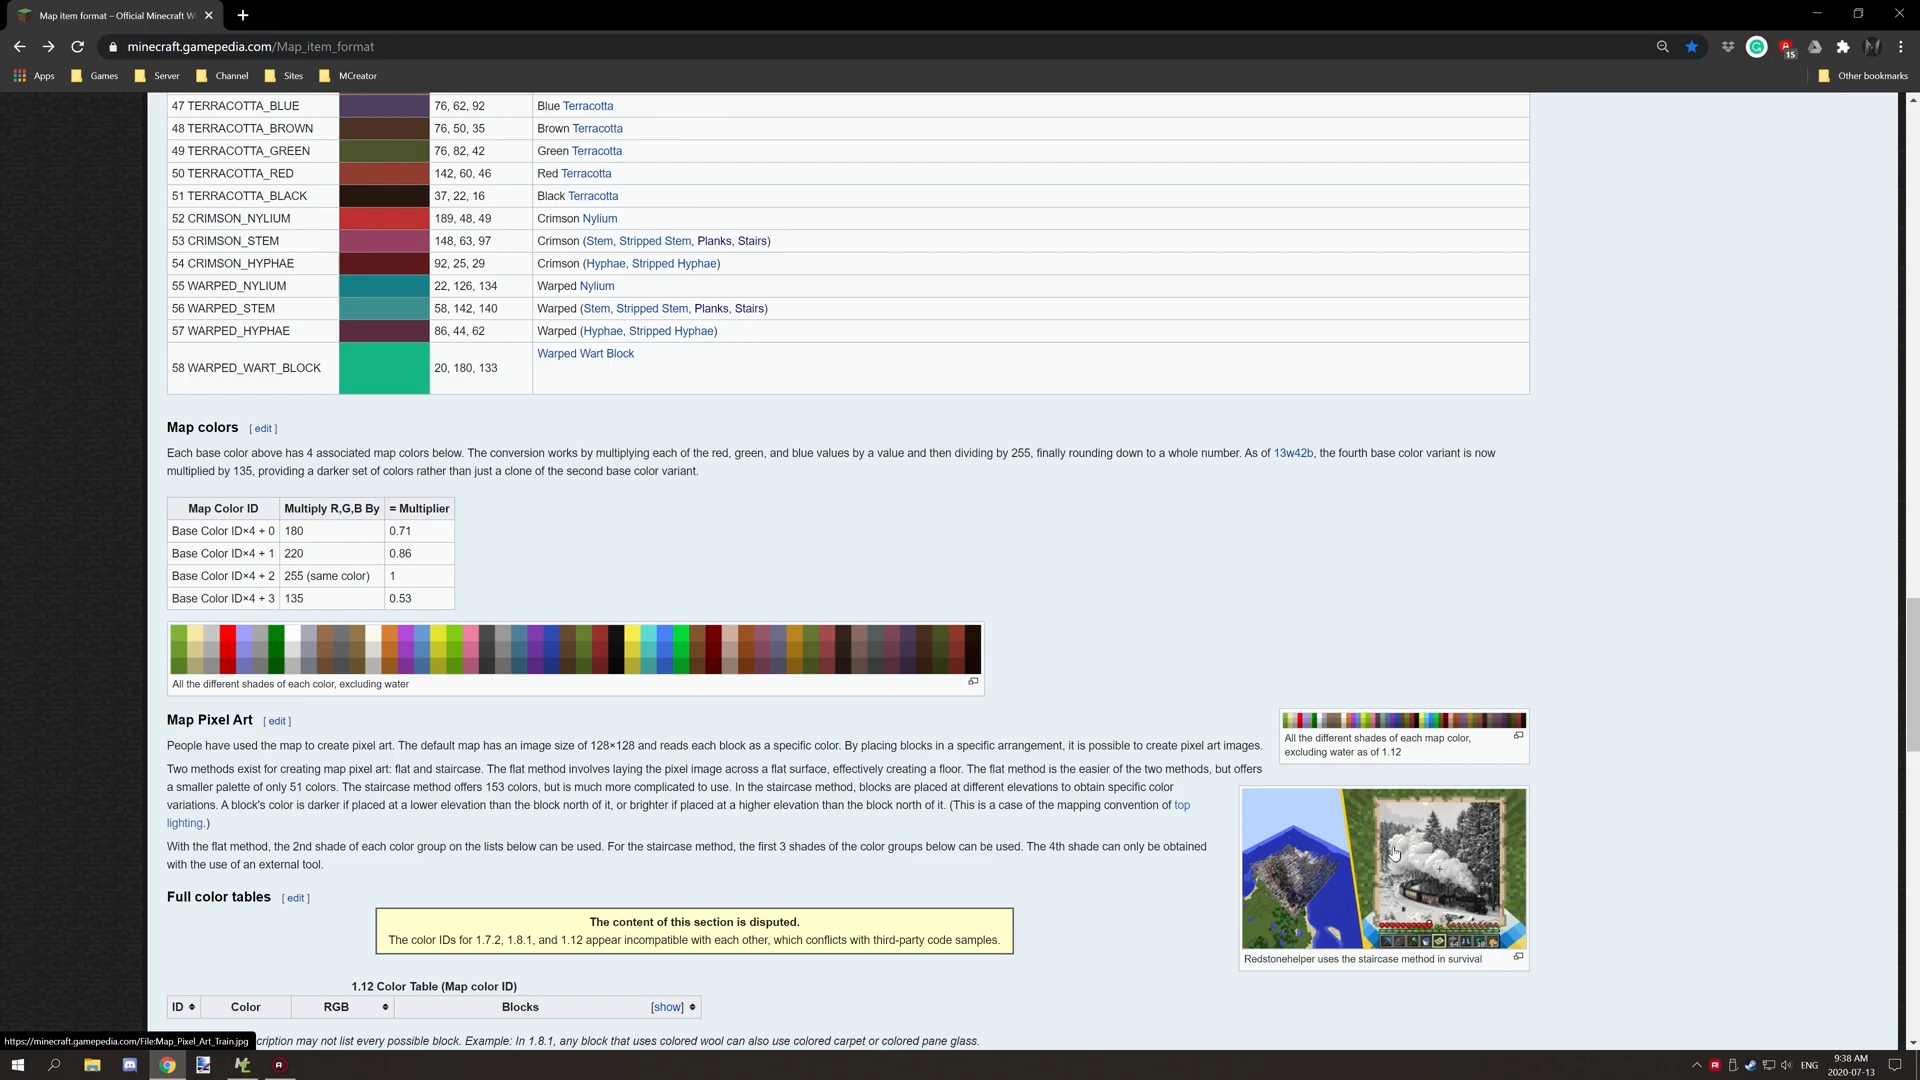 Map item format – Official Minecraft W
minecraft.gamepedia.com/Map_item_format
15
Apps Games Server Channel Sites MCreator Other bookmarks
47 TERRACOTTA_BLUE 76, 62, 92 Blue Terracotta
48 TERRACOTTA_BROWN 76, 50, 35 Brown Terracotta
49 TERRACOTTA_GREEN 76, 82, 42 Green Terracotta
50 TERRACOTTA_RED 142, 60, 46 Red Terracotta
51 TERRACOTTA_BLACK 37, 22, 16 Black Terracotta
52 CRIMSON_NYLIUM 189, 48, 49 Crimson Nylium
53 CRIMSON_STEM 148, 63, 97 Crimson (Stem, Stripped Stem, Planks, Stairs)
54 CRIMSON_HYPHAE 92, 25, 29 Crimson (Hyphae, Stripped Hyphae)
55 WARPED_NYLIUM 22, 126, 134 Warped Nylium
56 WARPED_STEM 58, 142, 140 Warped (Stem, Stripped Stem, Planks, Stairs)
57 WARPED_HYPHAE 86, 44, 62 Warped (Hyphae, Stripped Hyphae)
58 WARPED_WART_BLOCK 20, 180, 133 Warped Wart Block
Map colors [ edit ]
Each base color above has 4 associated map colors below. The conversion works by multiplying each of the red, green, and blue values by a value and then dividing by 255, finally rounding down to a whole number. As of 13w42b, the fourth base color variant is now
multiplied by 135, providing a darker set of colors rather than just a clone of the second base color variant.
Map Color ID Multiply R,G,B By = Multiplier
Base Color ID×4 + 0 180 0.71
Base Color ID×4 + 1 220 0.86
Base Color ID×4 + 2 255 (same color) 1
Base Color ID×4 + 3 135 0.53
All the different shades of each color, excluding water
Map Pixel Art [ edit ]
People have used the map to create pixel art. The default map has an image size of 128×128 and reads each block as a specific color. By placing blocks in a specific arrangement, it is possible to create pixel art images.
All the different shades of each map color,
excluding water as of 1.12
Two methods exist for creating map pixel art: flat and staircase. The flat method involves laying the pixel image across a flat surface, effectively creating a floor. The flat method is the easier of the two methods, but offers
a smaller palette of only 51 colors. The staircase method offers 153 colors, but is much more complicated to use. In the staircase method, blocks are placed at different elevations to obtain specific color
variations. A block's color is darker if placed at a lower elevation than the block north of it, or brighter if placed at a higher elevation than the block north of it. (This is a case of the mapping convention of top
lighting.)
With the flat method, the 2nd shade of each color group on the lists below can be used. For the staircase method, the first 3 shades of the color groups below can be used. The 4th shade can only be obtained
with the use of an external tool.
Redstonehelper uses the staircase method in survival
Full color tables [ edit ]
The content of this section is disputed.
The color IDs for 1.7.2, 1.8.1, and 1.12 appear incompatible with each other, which conflicts with third-party code samples.
1.12 Color Table (Map color ID)
ID Color RGB Blocks [show]
https://minecraft.gamepedia.com/File:Map_Pixel_Art_Train.jpg
cription may not list every possible block. Example: In 1.8.1, any block that uses colored wool can also use colored carpet or colored pane glass.
ENG
9:38 AM
2020-07-13